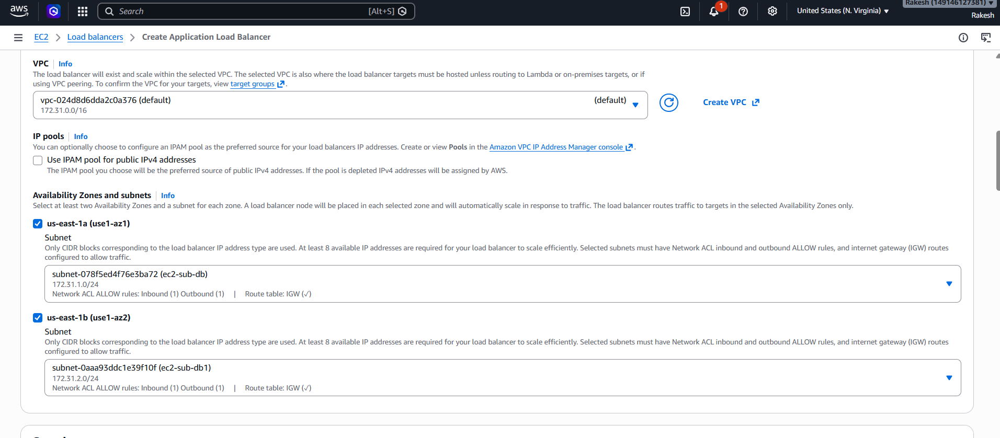 aws
Search
[Alt+S]
1
United States (N. Virginia)
Rakesh (149146127381)
Rakesh
EC2
Load balancers
Create Application Load Balancer
VPC
Info
The load balancer will exist and scale within the selected VPC. The selected VPC is also where the load balancer targets must be hosted unless routing to Lambda or on-premises targets, or if
using VPC peering. To confirm the VPC for your targets, view target groups.
vpc-024d8d6dda2c0a376 (default)
(default)
172.31.0.0/16
Create VPC
IP pools
Info
You can optionally choose to configure an IPAM pool as the preferred source for your load balancers IP addresses. Create or view Pools in the Amazon VPC IP Address Manager console.
Use IPAM pool for public IPv4 addresses
The IPAM pool you choose will be the preferred source of public IPv4 addresses. If the pool is depleted IPv4 addresses will be assigned by AWS.
Availability Zones and subnets
Info
Select at least two Availability Zones and a subnet for each zone. A load balancer node will be placed in each selected zone and will automatically scale in response to traffic. The load balancer routes traffic to targets in the selected Availability Zones only.
us-east-1a (use1-az1)
Subnet
Only CIDR blocks corresponding to the load balancer IP address type are used. At least 8 available IP addresses are required for your load balancer to scale efficiently. Selected subnets must have Network ACL inbound and outbound ALLOW rules, and internet gateway (IGW) routes
configured to allow traffic.
subnet-078f5ed4f76e3ba72 (ec2-sub-db)
172.31.1.0/24
Network ACL ALLOW rules: Inbound (1) Outbound (1) | Route table: IGW (✓)
us-east-1b (use1-az2)
Subnet
Only CIDR blocks corresponding to the load balancer IP address type are used. At least 8 available IP addresses are required for your load balancer to scale efficiently. Selected subnets must have Network ACL inbound and outbound ALLOW rules, and internet gateway (IGW) routes
configured to allow traffic.
subnet-0aaa93ddc1e39f10f (ec2-sub-db1)
172.31.2.0/24
Network ACL ALLOW rules: Inbound (1) Outbound (1) | Route table: IGW (✓)